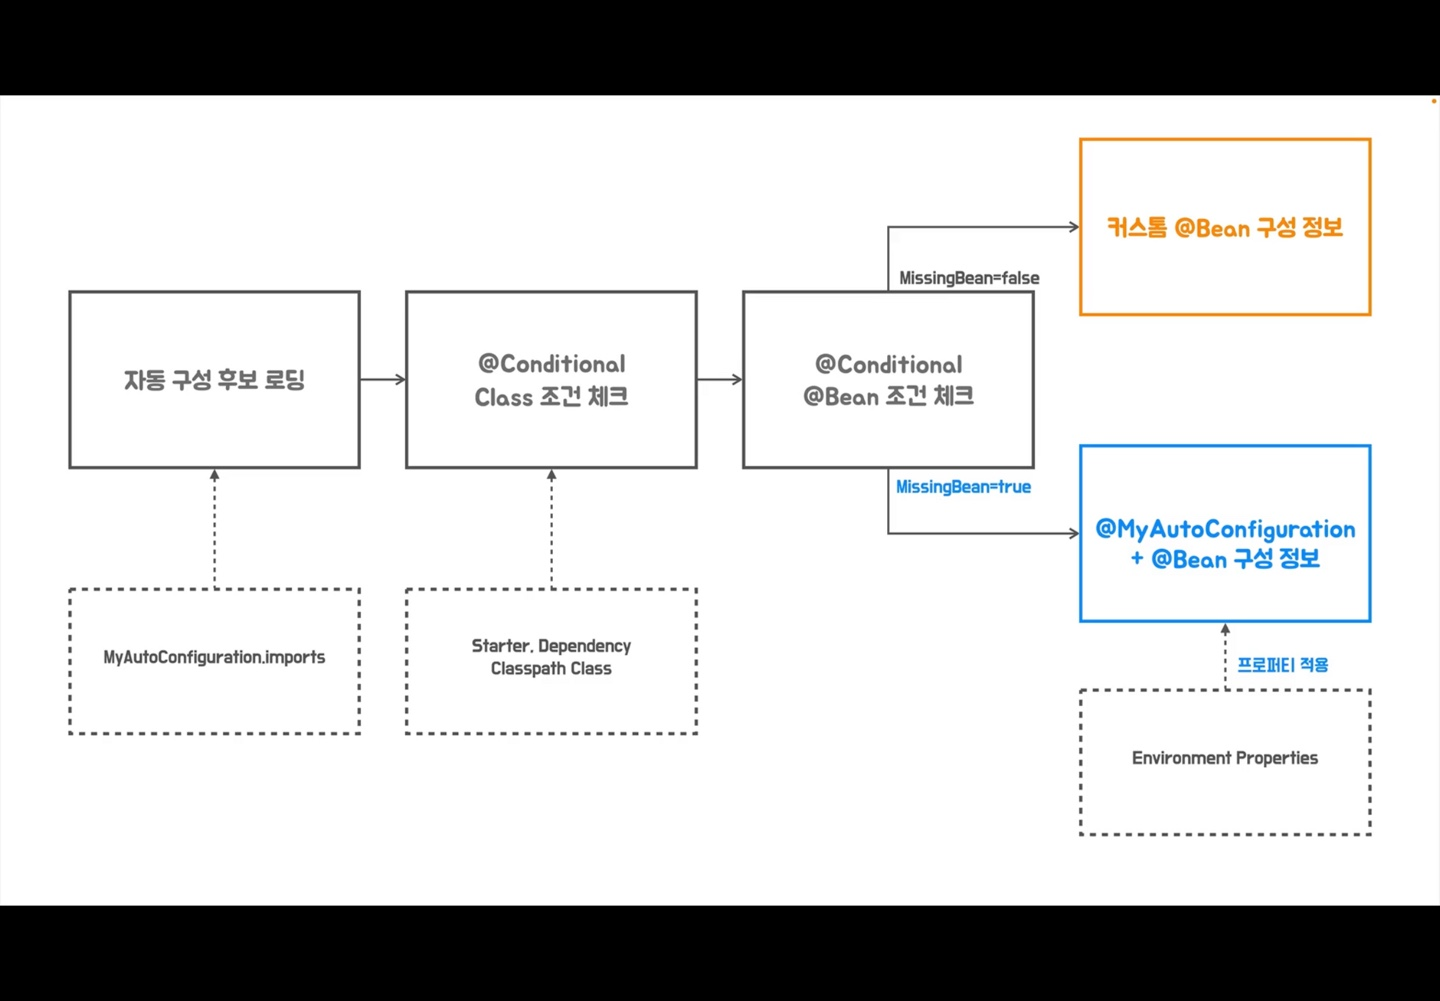 커스톰 @Bean 구성 정보
MissingBean=false
자동 구성 후보 로딩
@Conditional
Class 조건 체크
@Conditional
@Bean 조건 체크
MissingBean=true
@MyAutoConfiguration
+ @Bean 구성 정보
MyAutoConfiguration.imports
Starter, Dependency
Classpath Class
프로퍼티 적용
Environment Properties